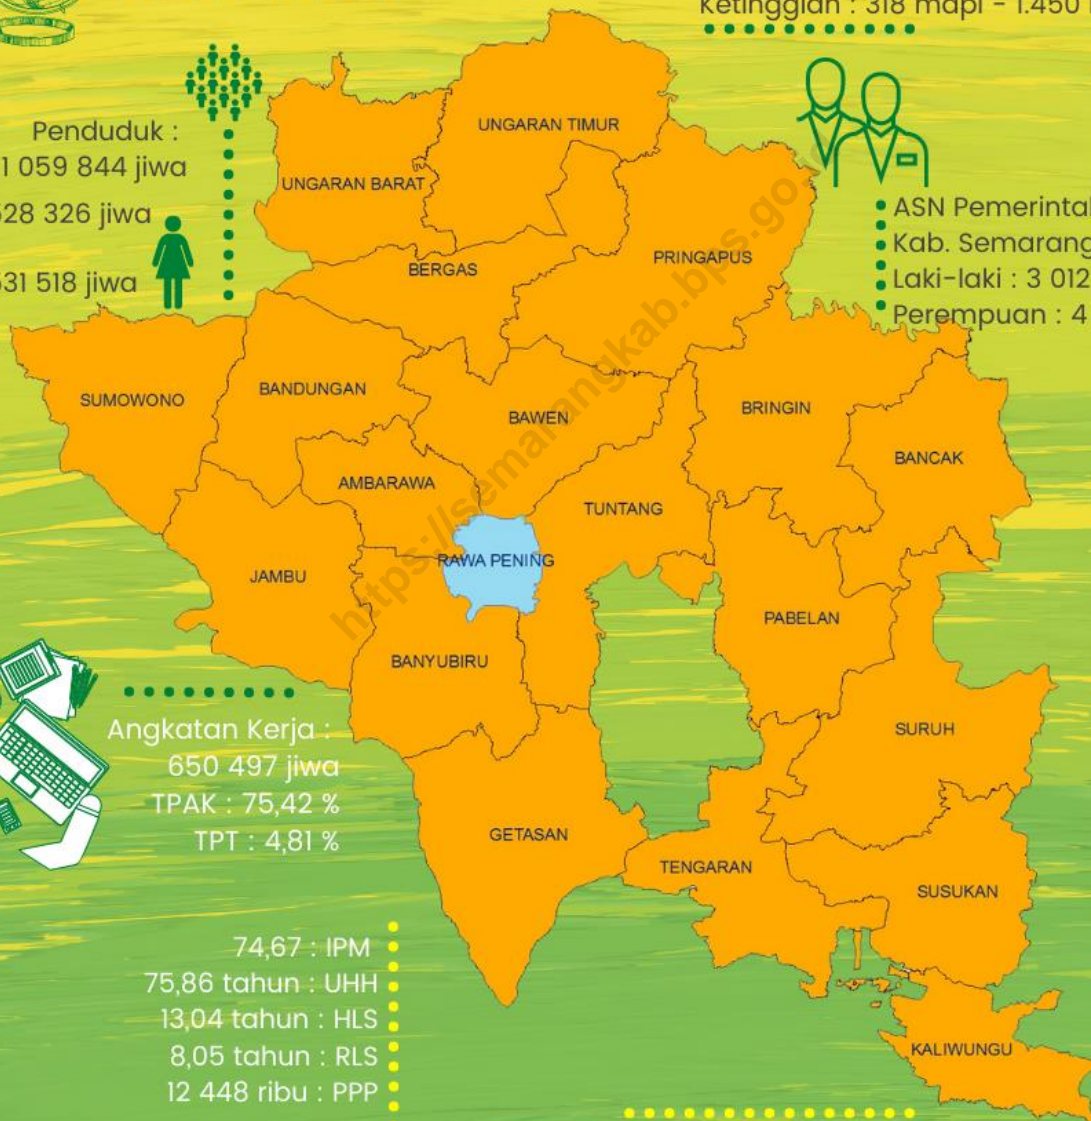 Ketinggian : 318 mdpl - 1.450
Penduduk :
1 059 844 jiwa
528 326 jiwa
531 518 jiwa
ASN Pemerintah
Kab. Semarang
Laki-laki : 3 012
Perempuan : 4
UNGARAN TIMUR
UNGARAN BARAT
PRINGAPUS
BERGAS
SUMOWONO
BANDUNGAN
BAWEN
BRINGIN
BANCAK
AMBARAWA
TUNTANG
RAWA PENING
JAMBU
PABELAN
BANYUBIRU
SURUH
GETASAN
TENGARAN
SUSUKAN
KALIWUNGU
https://semarangkab.bps.go.id
Angkatan Kerja :
650 497 jiwa
TPAK : 75,42 %
TPT : 4,81 %
74,67 : IPM
75,86 tahun : UHH
13,04 tahun : HLS
8,05 tahun : RLS
12 448 ribu : PPP